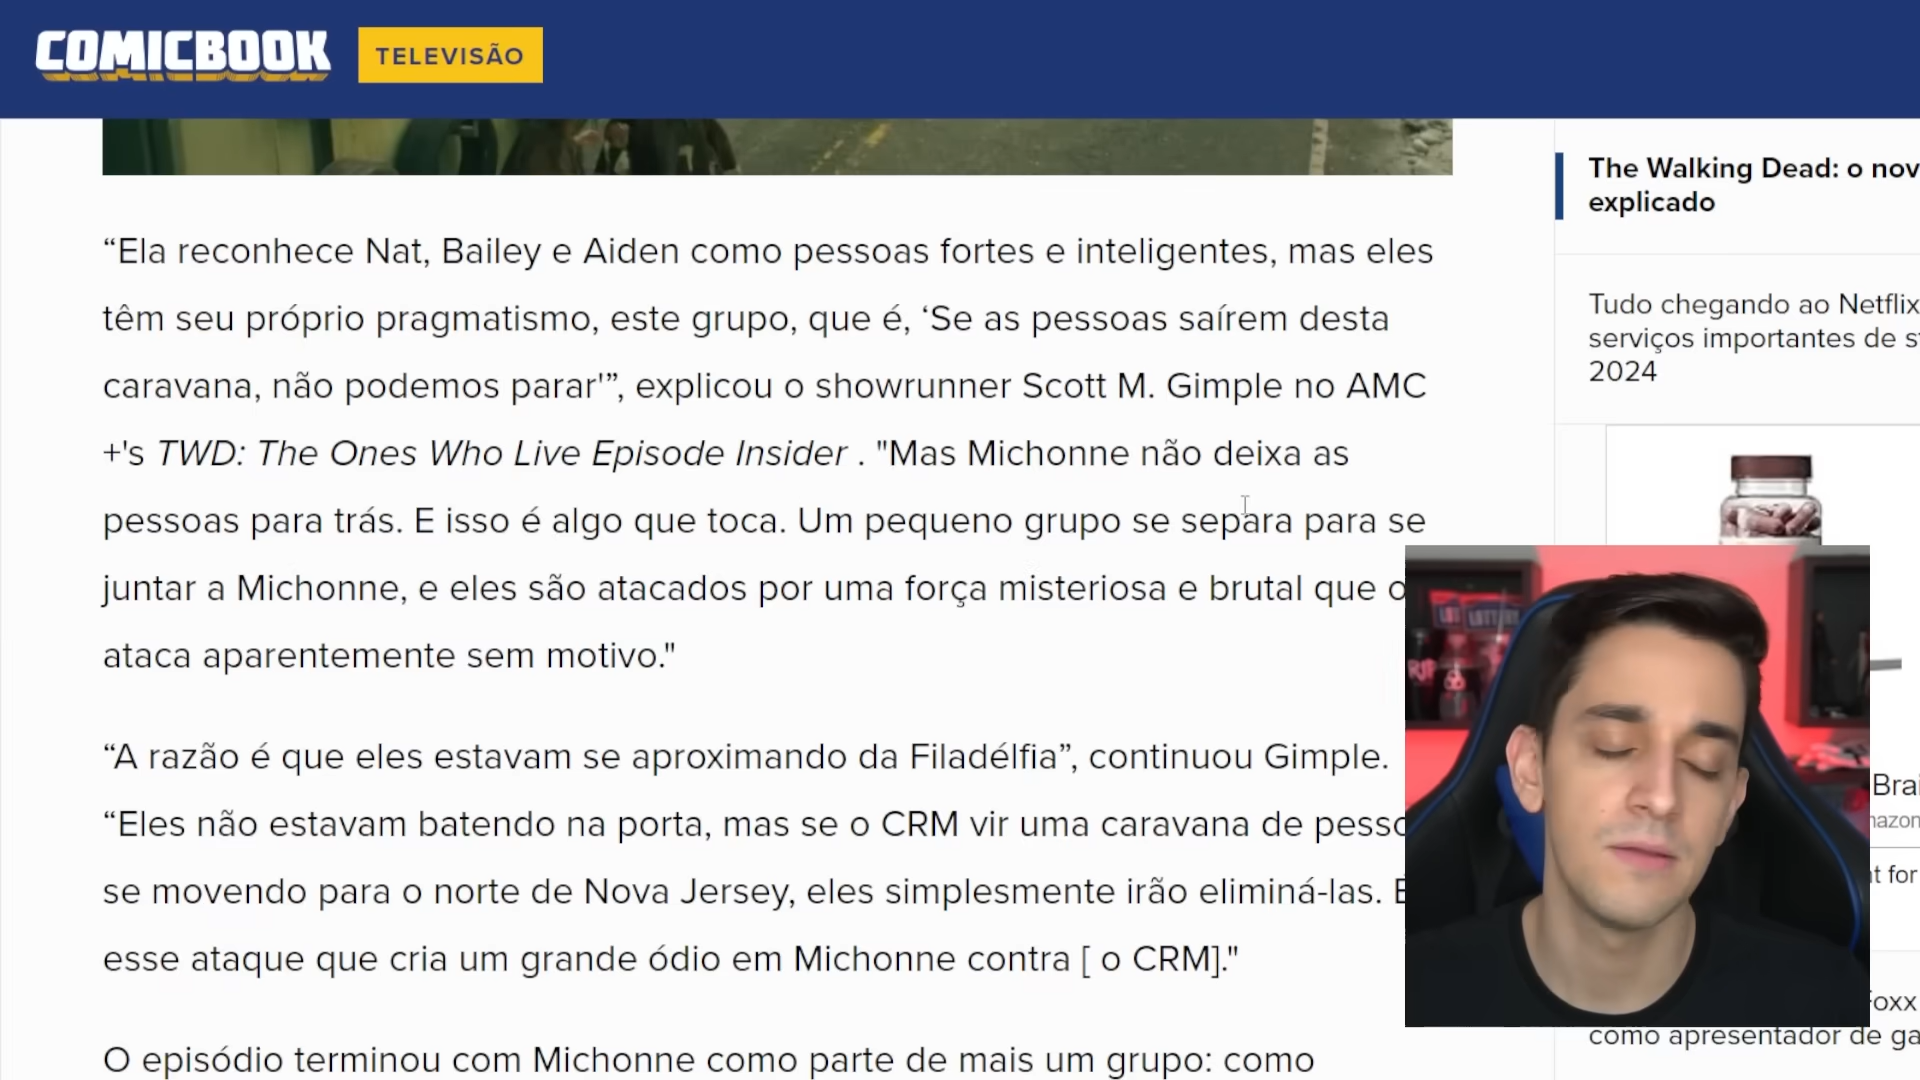 COMICBOOK
TELEVISÃO
“Ela reconhece Nat, Bailey e Aiden como pessoas fortes e inteligentes, mas eles
têm seu próprio pragmatismo, este grupo, que é, ‘Se as pessoas saírem desta
caravana, não podemos parar'”, explicou o showrunner Scott M. Gimple no AMC
+'s TWD: The Ones Who Live Episode Insider . "Mas Michonne não deixa as
pessoas para trás. E isso é algo que toca. Um pequeno grupo se separa para se
juntar a Michonne, e eles são atacados por uma força misteriosa e brutal que o
ataca aparentemente sem motivo."
“A razão é que eles estavam se aproximando da Filadélfia”, continuou Gimple.
“Eles não estavam batendo na porta, mas se o CRM vir uma caravana de pesso
se movendo para o norte de Nova Jersey, eles simplesmente irão eliminá-las. É
esse ataque que cria um grande ódio em Michonne contra [ o CRM]."
O episódio terminou com Michonne como parte de mais um grupo: como
The Walking Dead: o nov
explicado
Tudo chegando ao Netflix
serviços importantes de s
2024
Brai
mazon
t for
Foxx
como apresentador de ga